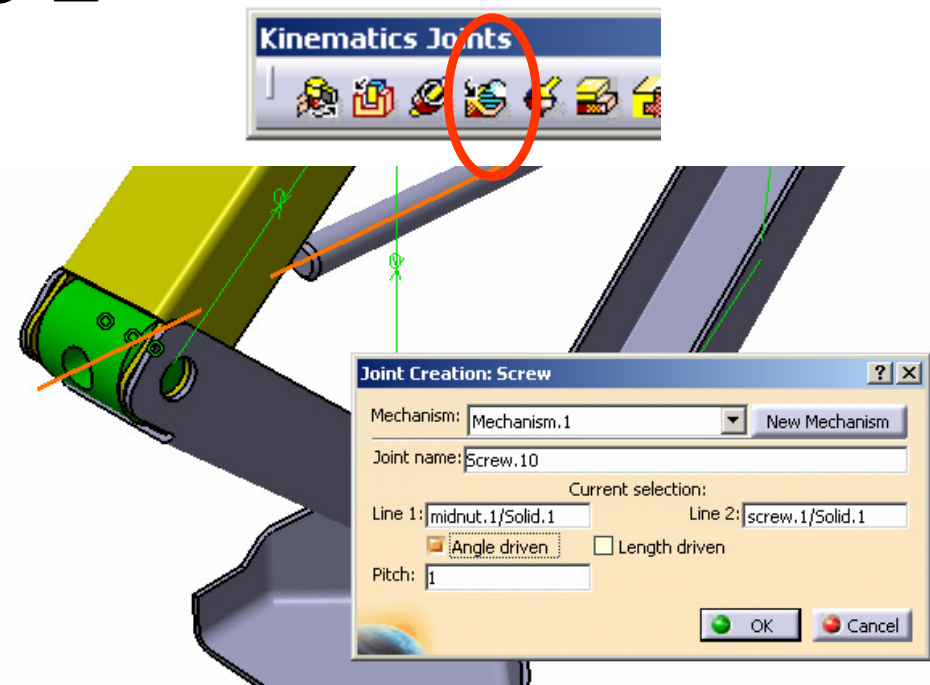 Kinematics Joints
Joint Creation: Screw
Mechanism: Mechanism.1 New Mechanism
Joint name: Screw.10
Current selection:
Line 1: midnut.1/Solid.1 Line 2: screw.1/Solid.1
Angle driven Length driven
Pitch: 1
OK Cancel